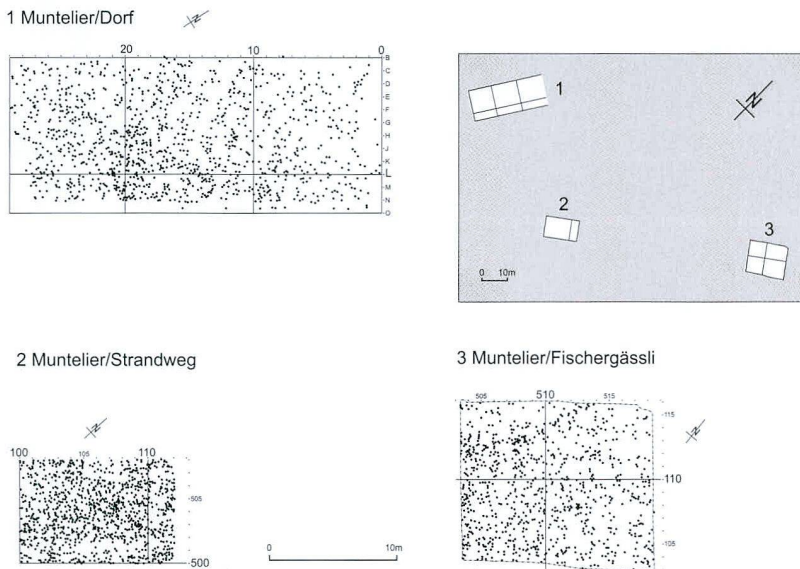 1 Muntelier/Dorf
N
20 10 0
B
C
D
E
F
G
H
J
K
L
M
N
O
1
N
2
3
0 10m
2 Muntelier/Strandweg
N
100 105 110
505
500
0 10m
3 Muntelier/Fischergässli
505 510 515
115
N
110
105